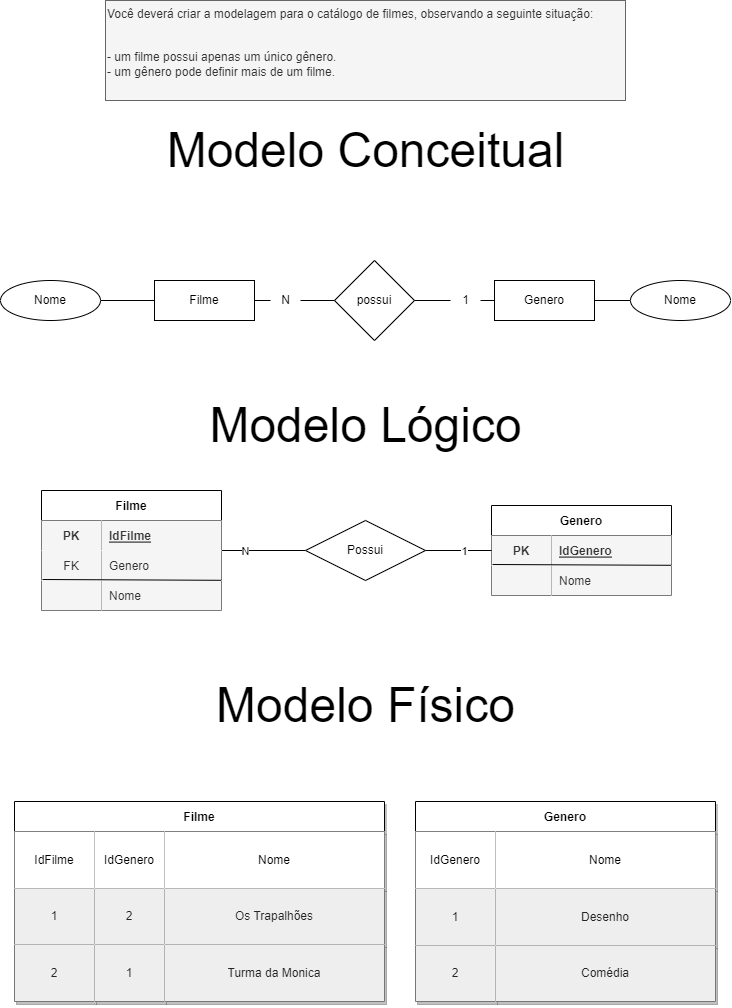 Você deverá criar a modelagem para o catálogo de filmes, observando a seguinte situação:
- um filme possui apenas um único gênero.
- um gênero pode definir mais de um filme.
Modelo Conceitual
Nome Filme N possui 1 Genero Nome
Modelo Lógico
Filme
PK IdFilme
FK Genero
Nome
N Possui 1
Genero
PK IdGenero
Nome
Modelo Físico
Filme
IdFilme IdGenero Nome
1 2 Os Trapalhões
2 1 Turma da Monica
Genero
IdGenero Nome
1 Desenho
2 Comédia